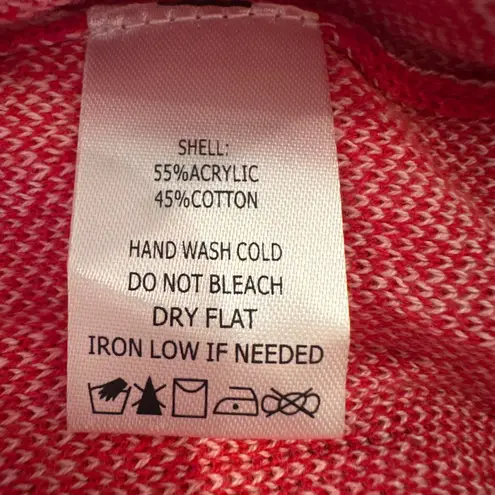 SHELL:
55%ACRYLIC
45%COTTON
HAND WASH COLD
DO NOT BLEACH
DRY FLAT
IRON LOW IF NEEDED